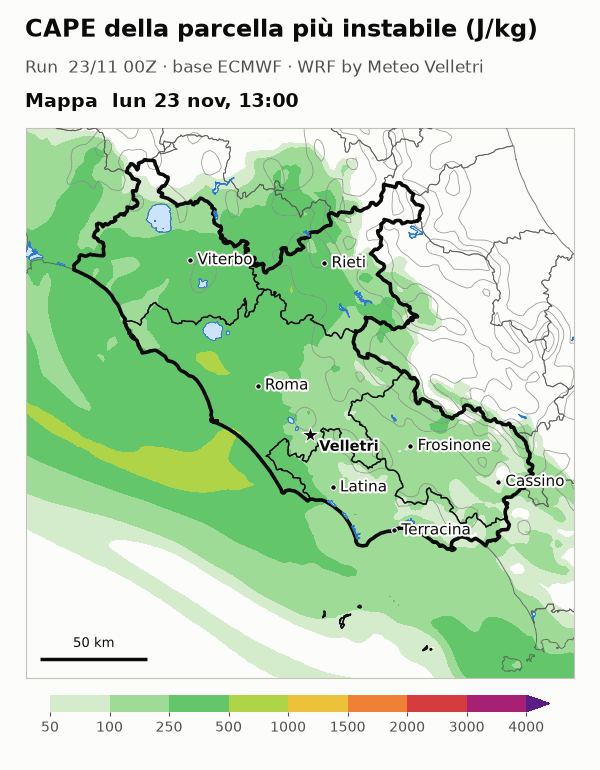 CAPE della parcella più instabile (J/kg)
Run  23/11 00Z · base ECMWF · WRF by Meteo Velletri
Mappa  lun 23 nov, 13:00
Viterbo
Rieti
Roma
Velletri
Frosinone
Latina
Cassino
Terracina
50 km
50 100 250 500 1000 1500 2000 3000 4000